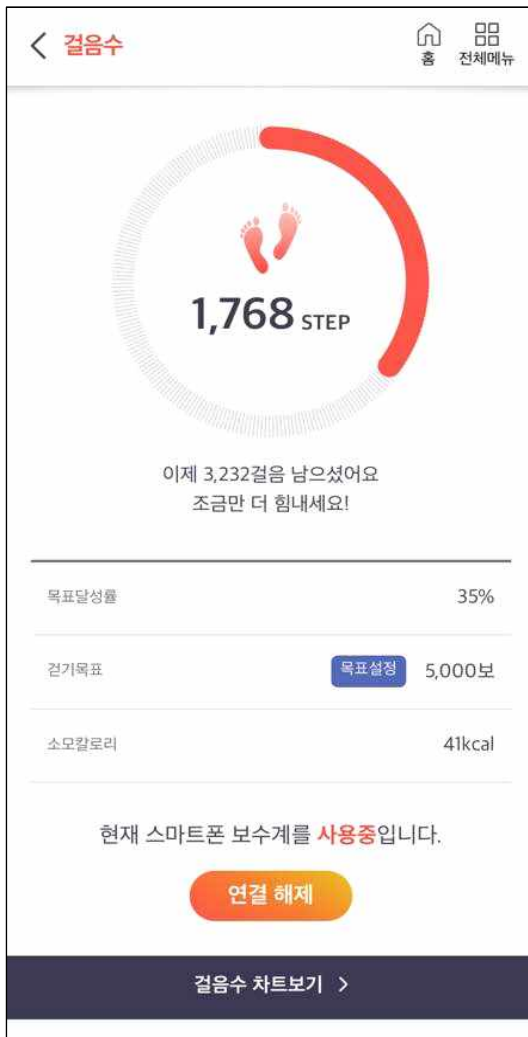 걸음수
홈
전체메뉴
1,768 STEP
이제 3,232걸음 남으셨어요
조금만 더 힘내세요!
목표달성률 35%
걷기목표 목표설정 5,000보
소모칼로리 41kcal
현재 스마트폰 보수계를 사용중입니다.
연결 해제
걸음수 차트보기 >